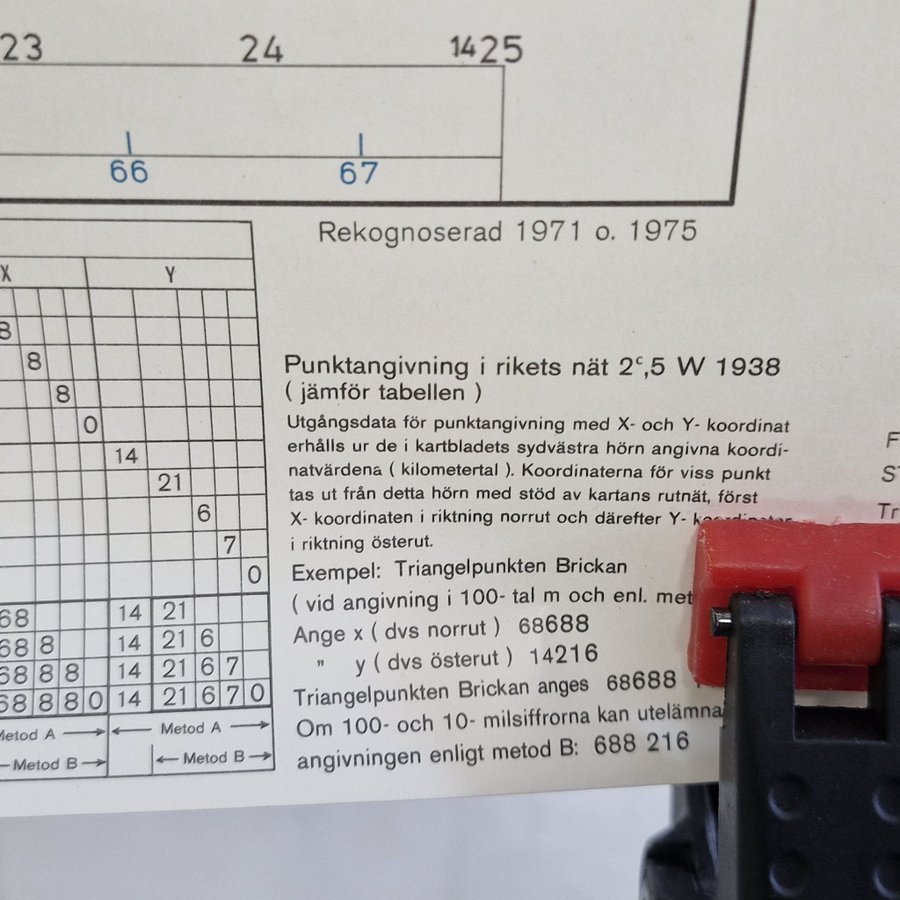 23 24 1425
66 67
Rekognoserad 1971 o. 1975
X Y
8
8
8
0
14
21
6
7
0
68 14 21
68 8 14 21 6
68 8 8 14 21 6 7
68 8 8 0 14 21 6 7 0
Metod A Metod A
Metod B Metod B
Punktangivning i rikets nät 2ᶜ,5 W 1938
( jämför tabellen )
Utgångsdata för punktangivning med X- och Y- koordinat
erhålls ur de i kartbladets sydvästra hörn angivna koordi-
natvärdena ( kilometertal ). Koordinaterna för viss punkt
tas ut från detta hörn med stöd av kartans rutnät, först
X- koordinaten i riktning norrut och därefter Y-
i riktning österut.
Exempel: Triangelpunkten Brickan
( vid angivning i 100- tal m och enl. met
Ange x ( dvs norrut ) 68688
" y ( dvs österut ) 14216
Triangelpunkten Brickan anges 68688
Om 100- och 10- milsiffrorna kan utelämna
angivningen enligt metod B: 688 216
F
S
Tr